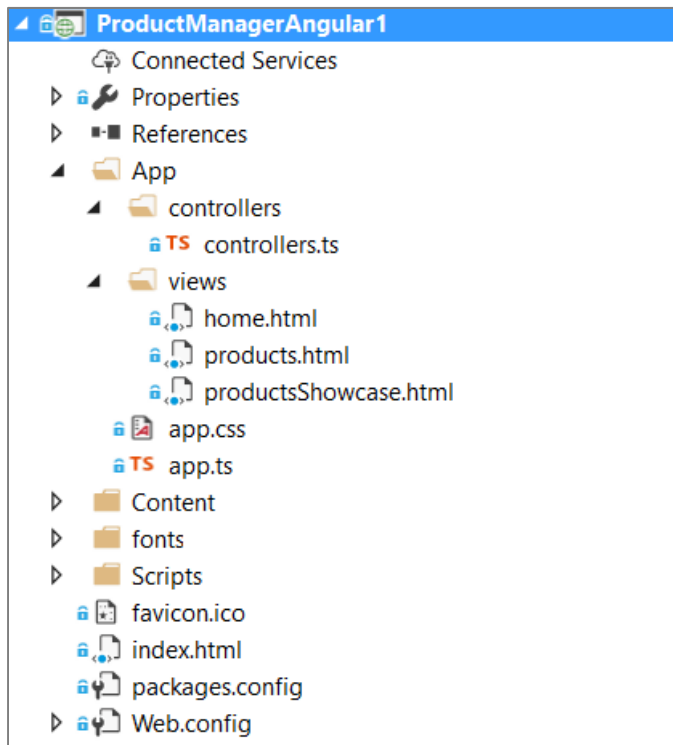 ProductManagerAngular1
Connected Services
Properties
References
App
controllers
TS controllers.ts
views
home.html
products.html
productsShowcase.html
app.css
TS app.ts
Content
fonts
Scripts
favicon.ico
index.html
packages.config
Web.config